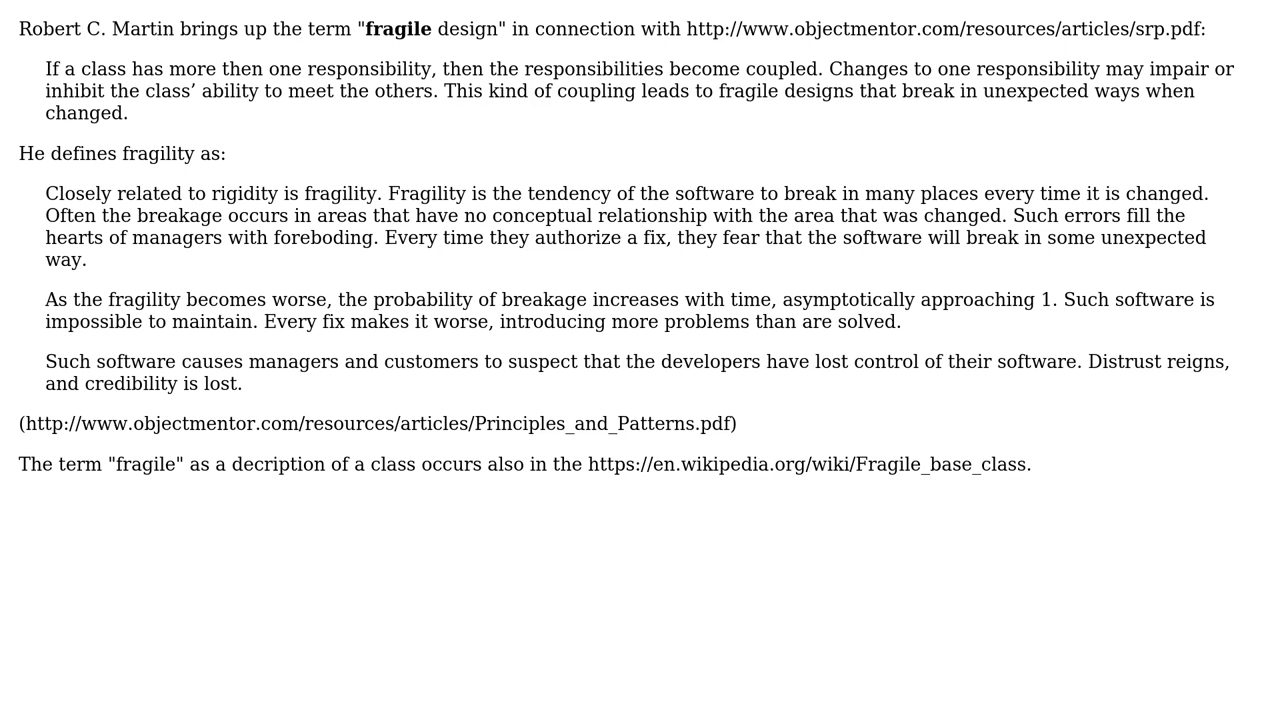 Robert C. Martin brings up the term "fragile design" in connection with http://www.objectmentor.com/resources/articles/srp.pdf:
If a class has more then one responsibility, then the responsibilities become coupled. Changes to one responsibility may impair or
inhibit the class’ ability to meet the others. This kind of coupling leads to fragile designs that break in unexpected ways when
changed.
He defines fragility as:
Closely related to rigidity is fragility. Fragility is the tendency of the software to break in many places every time it is changed.
Often the breakage occurs in areas that have no conceptual relationship with the area that was changed. Such errors fill the
hearts of managers with foreboding. Every time they authorize a fix, they fear that the software will break in some unexpected
way.
As the fragility becomes worse, the probability of breakage increases with time, asymptotically approaching 1. Such software is
impossible to maintain. Every fix makes it worse, introducing more problems than are solved.
Such software causes managers and customers to suspect that the developers have lost control of their software. Distrust reigns,
and credibility is lost.
(http://www.objectmentor.com/resources/articles/Principles_and_Patterns.pdf)
The term "fragile" as a decription of a class occurs also in the https://en.wikipedia.org/wiki/Fragile_base_class.